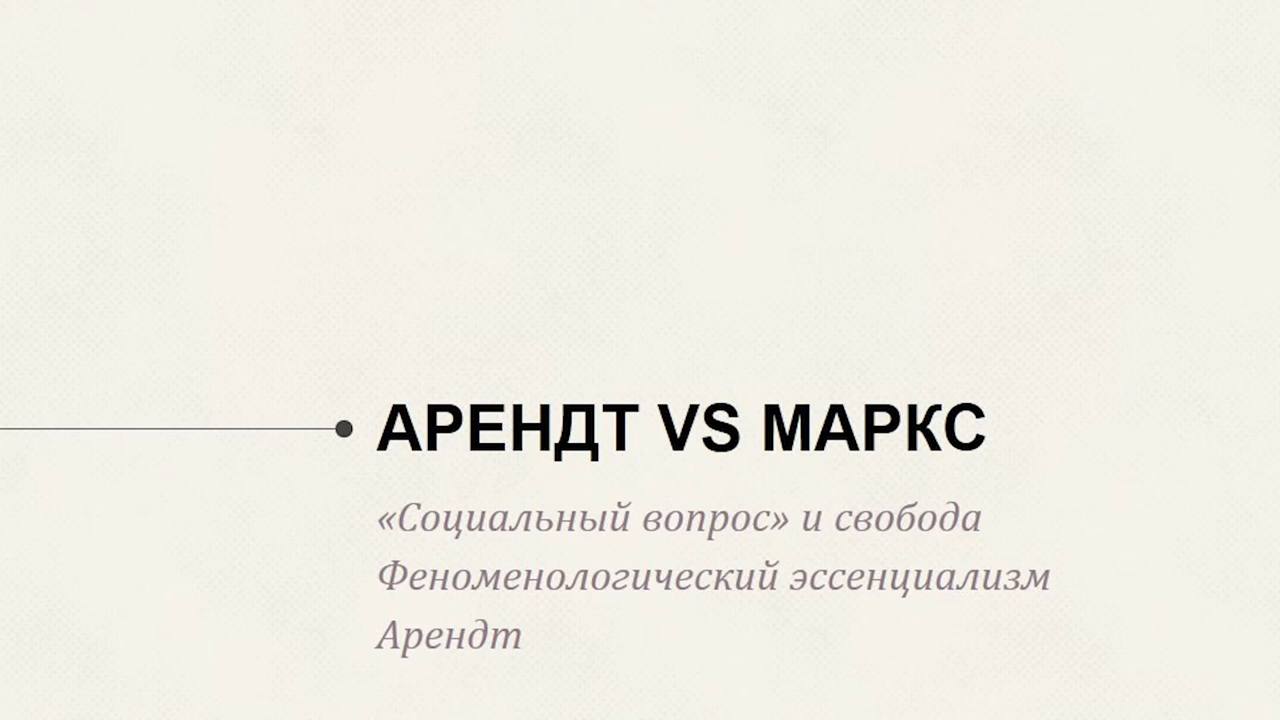 АРЕНДТ VS МАРКС
«Социальный вопрос» и свобода
Феноменологический эссенциализм
Арендт